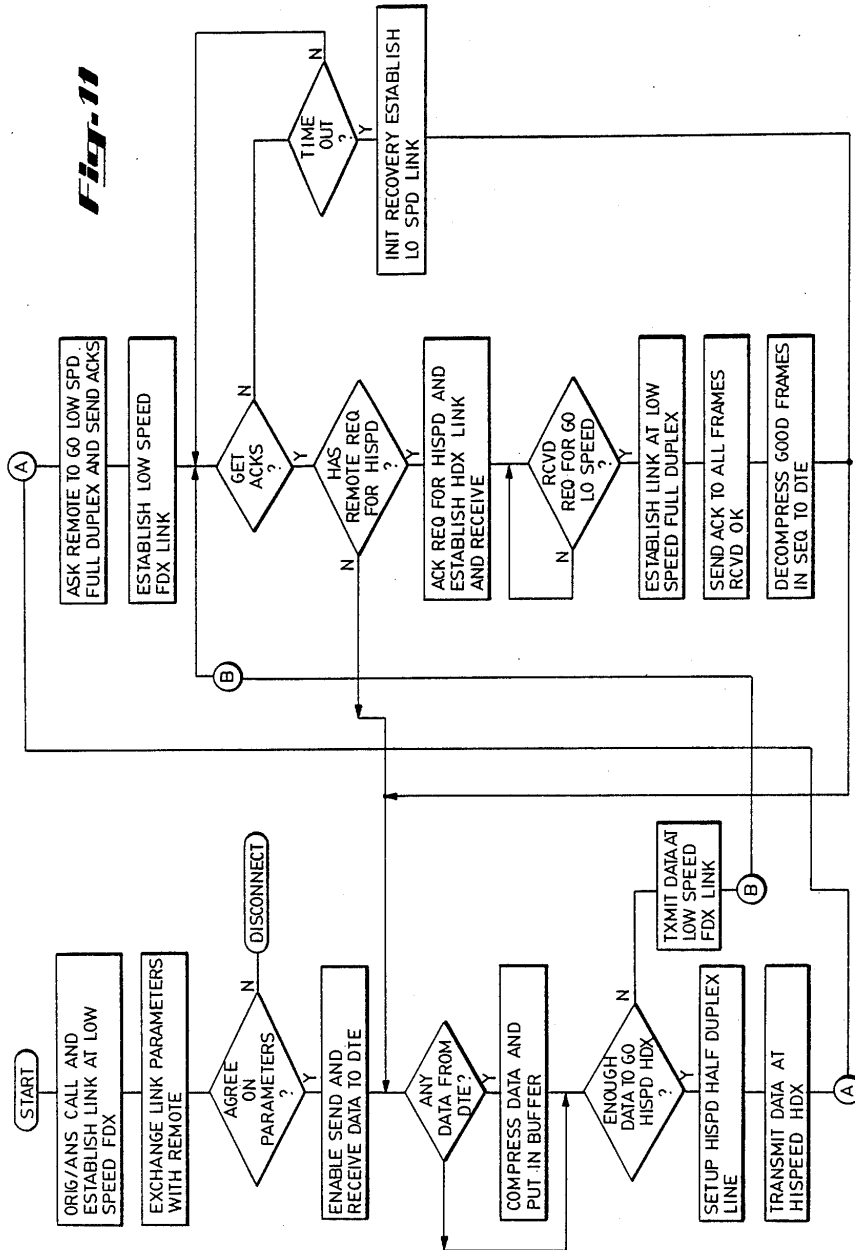 Fig. 11
START
ORIG/ANS CALL AND
ESTABLISH LINK AT LOW
SPEED FDX
EXCHANGE LINK PARAMETERS
WITH REMOTE
AGREE
ON
PARAMETERS
?
N
DISCONNECT
Y
ENABLE SEND AND
RECEIVE DATA TO DTE
ANY
DATA FROM
DTE?
Y
COMPRESS DATA AND
PUT IN BUFFER
ENOUGH
DATA TO GO
HISPD HDX
?
N
TXMIT DATA AT
LOW SPEED
FDX LINK
B
Y
SETUP HISPD HALF DUPLEX
LINE
TRANSMIT DATA AT
HISPEED HDX
A
A
ASK REMOTE TO GO LOW SPD.
FULL DUPLEX AND SEND ACKS
ESTABLISH LOW SPEED
FDX LINK
B
GET
ACKS
?
N
Y
HAS
REMOTE REQ
FOR HISPD
?
N
Y
ACK REQ FOR HISPD AND
ESTABLISH HDX LINK
AND RECEIVE
RCVD
REQ FOR GO
LO SPEED
?
N
Y
ESTABLISH LINK AT LOW
SPEED FULL DUPLEX
SEND ACK TO ALL FRAMES
RCVD OK
DECOMPRESS GOOD FRAMES
IN SEQ TO DTE
TIME
OUT
?
N
Y
INIT RECOVERY ESTABLISH
LO SPD LINK